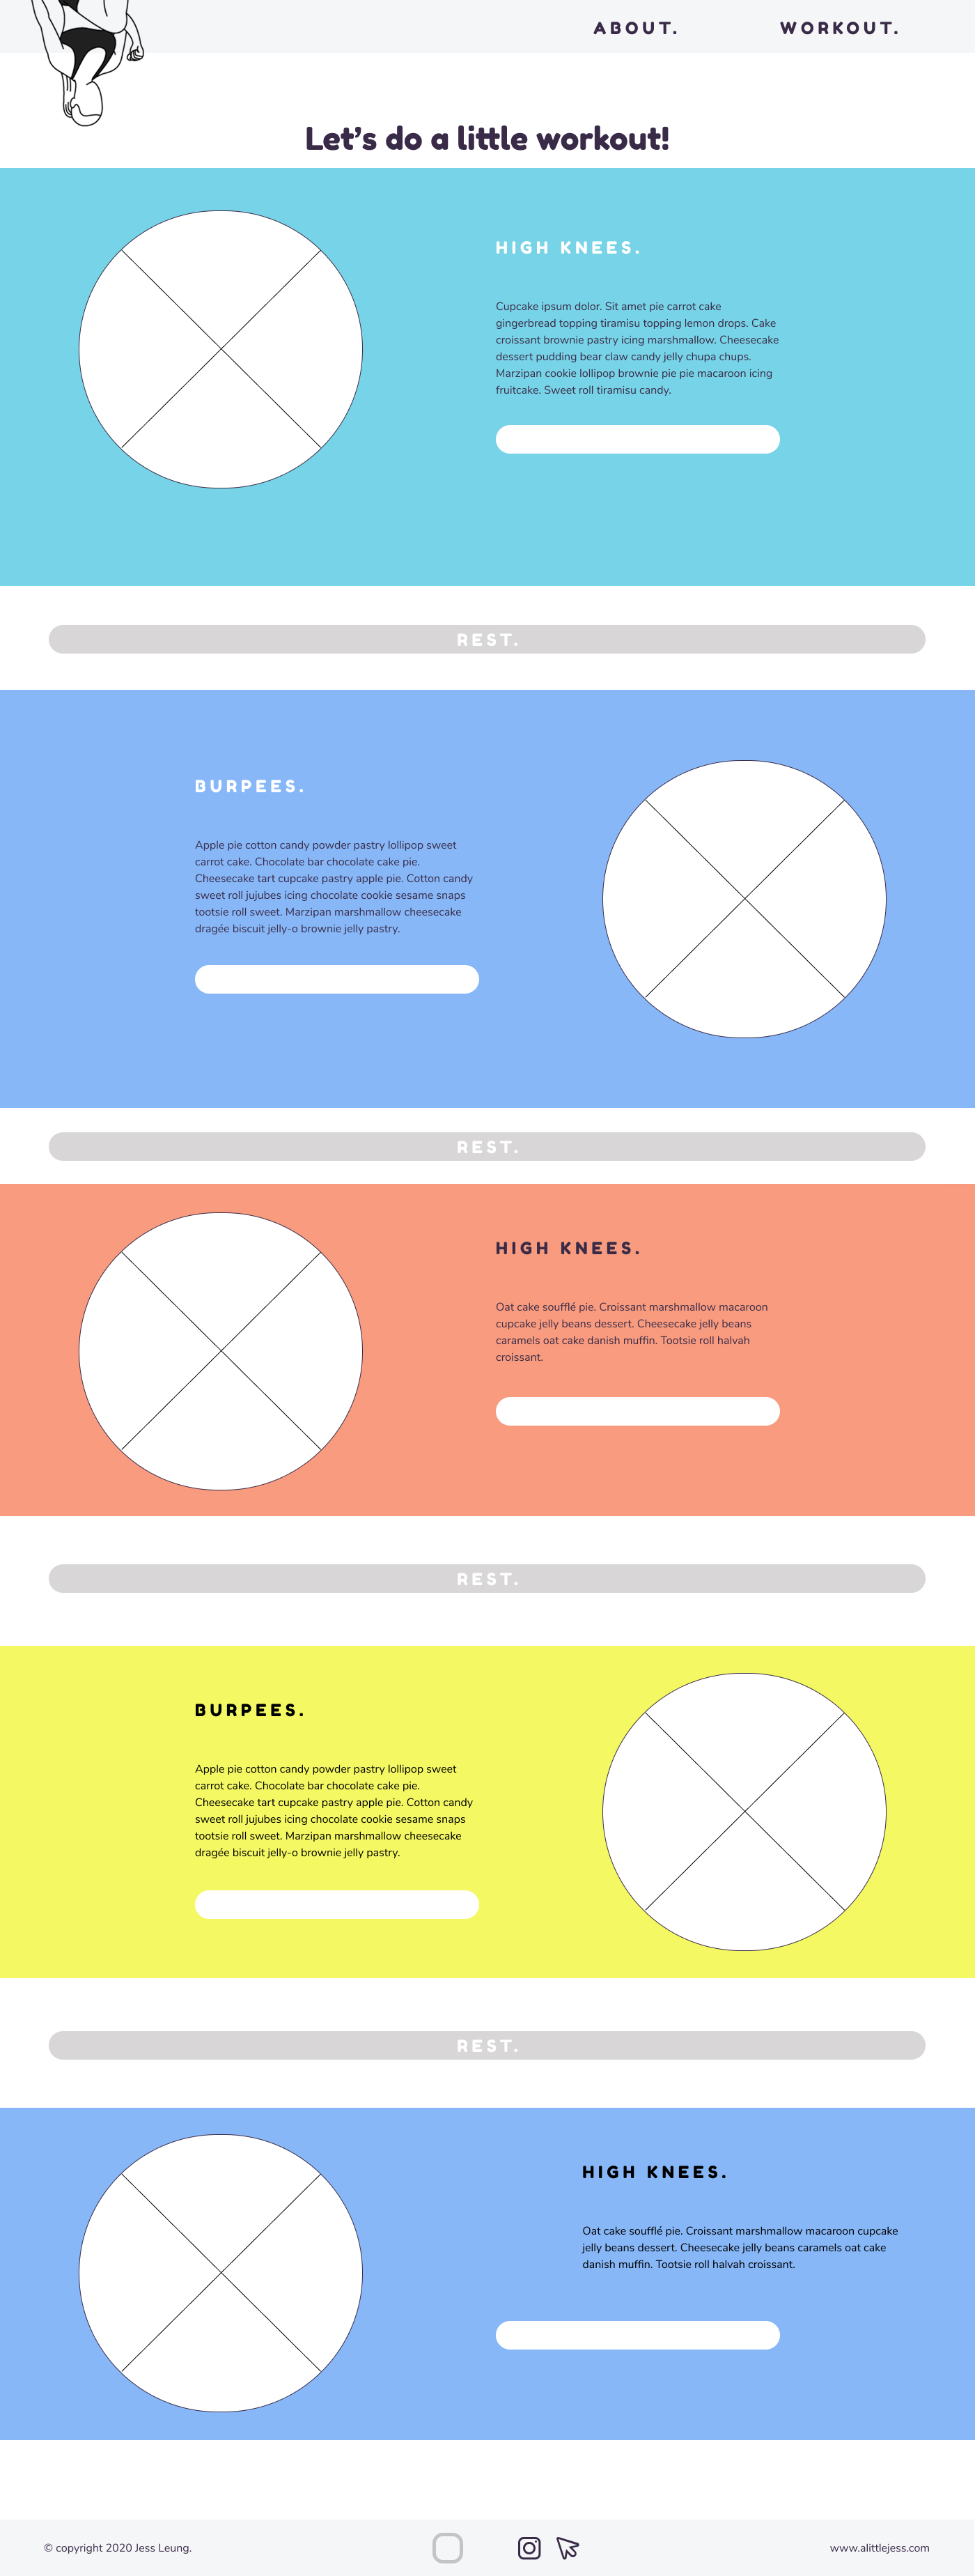 ABOUT. WORKOUT.
Let's do a little workout!
HIGH KNEES.
Cupcake ipsum dolor. Sit amet pie carrot cake
gingerbread topping tiramisu topping lemon drops. Cake
croissant brownie pastry icing marshmallow. Cheesecake
dessert pudding bear claw candy jelly chupa chups.
Marzipan cookie lollipop brownie pie pie macaroon icing
fruitcake. Sweet roll tiramisu candy.
REST.
BURPEES.
Apple pie cotton candy powder pastry lollipop sweet
carrot cake. Chocolate bar chocolate cake pie.
Cheesecake tart cupcake pastry apple pie. Cotton candy
sweet roll jujubes icing chocolate cookie sesame snaps
tootsie roll sweet. Marzipan marshmallow cheesecake
dragée biscuit jelly-o brownie jelly pastry.
REST.
HIGH KNEES.
Oat cake soufflé pie. Croissant marshmallow macaroon
cupcake jelly beans dessert. Cheesecake jelly beans
caramels oat cake danish muffin. Tootsie roll halvah
croissant.
REST.
BURPEES.
Apple pie cotton candy powder pastry lollipop sweet
carrot cake. Chocolate bar chocolate cake pie.
Cheesecake tart cupcake pastry apple pie. Cotton candy
sweet roll jujubes icing chocolate cookie sesame snaps
tootsie roll sweet. Marzipan marshmallow cheesecake
dragée biscuit jelly-o brownie jelly pastry.
REST.
HIGH KNEES.
Oat cake soufflé pie. Croissant marshmallow macaroon cupcake
jelly beans dessert. Cheesecake jelly beans caramels oat cake
danish muffin. Tootsie roll halvah croissant.
© copyright 2020 Jess Leung. www.alittlejess.com